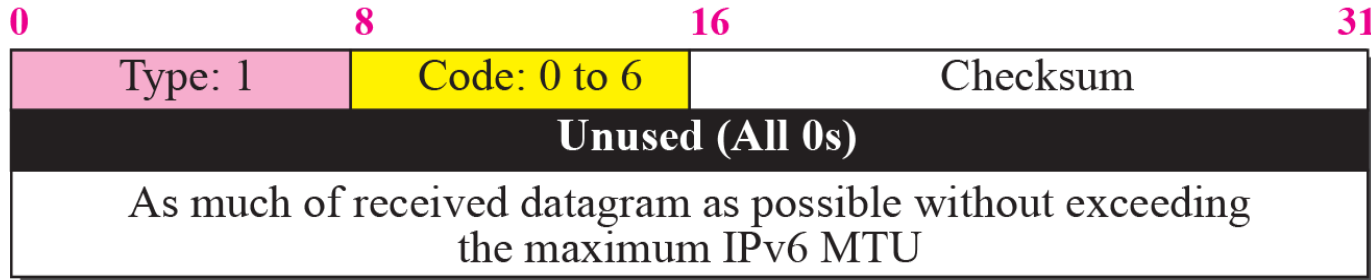 0 8 16 31
Type: 1 Code: 0 to 6 Checksum
Unused (All 0s)
As much of received datagram as possible without exceeding
the maximum IPv6 MTU